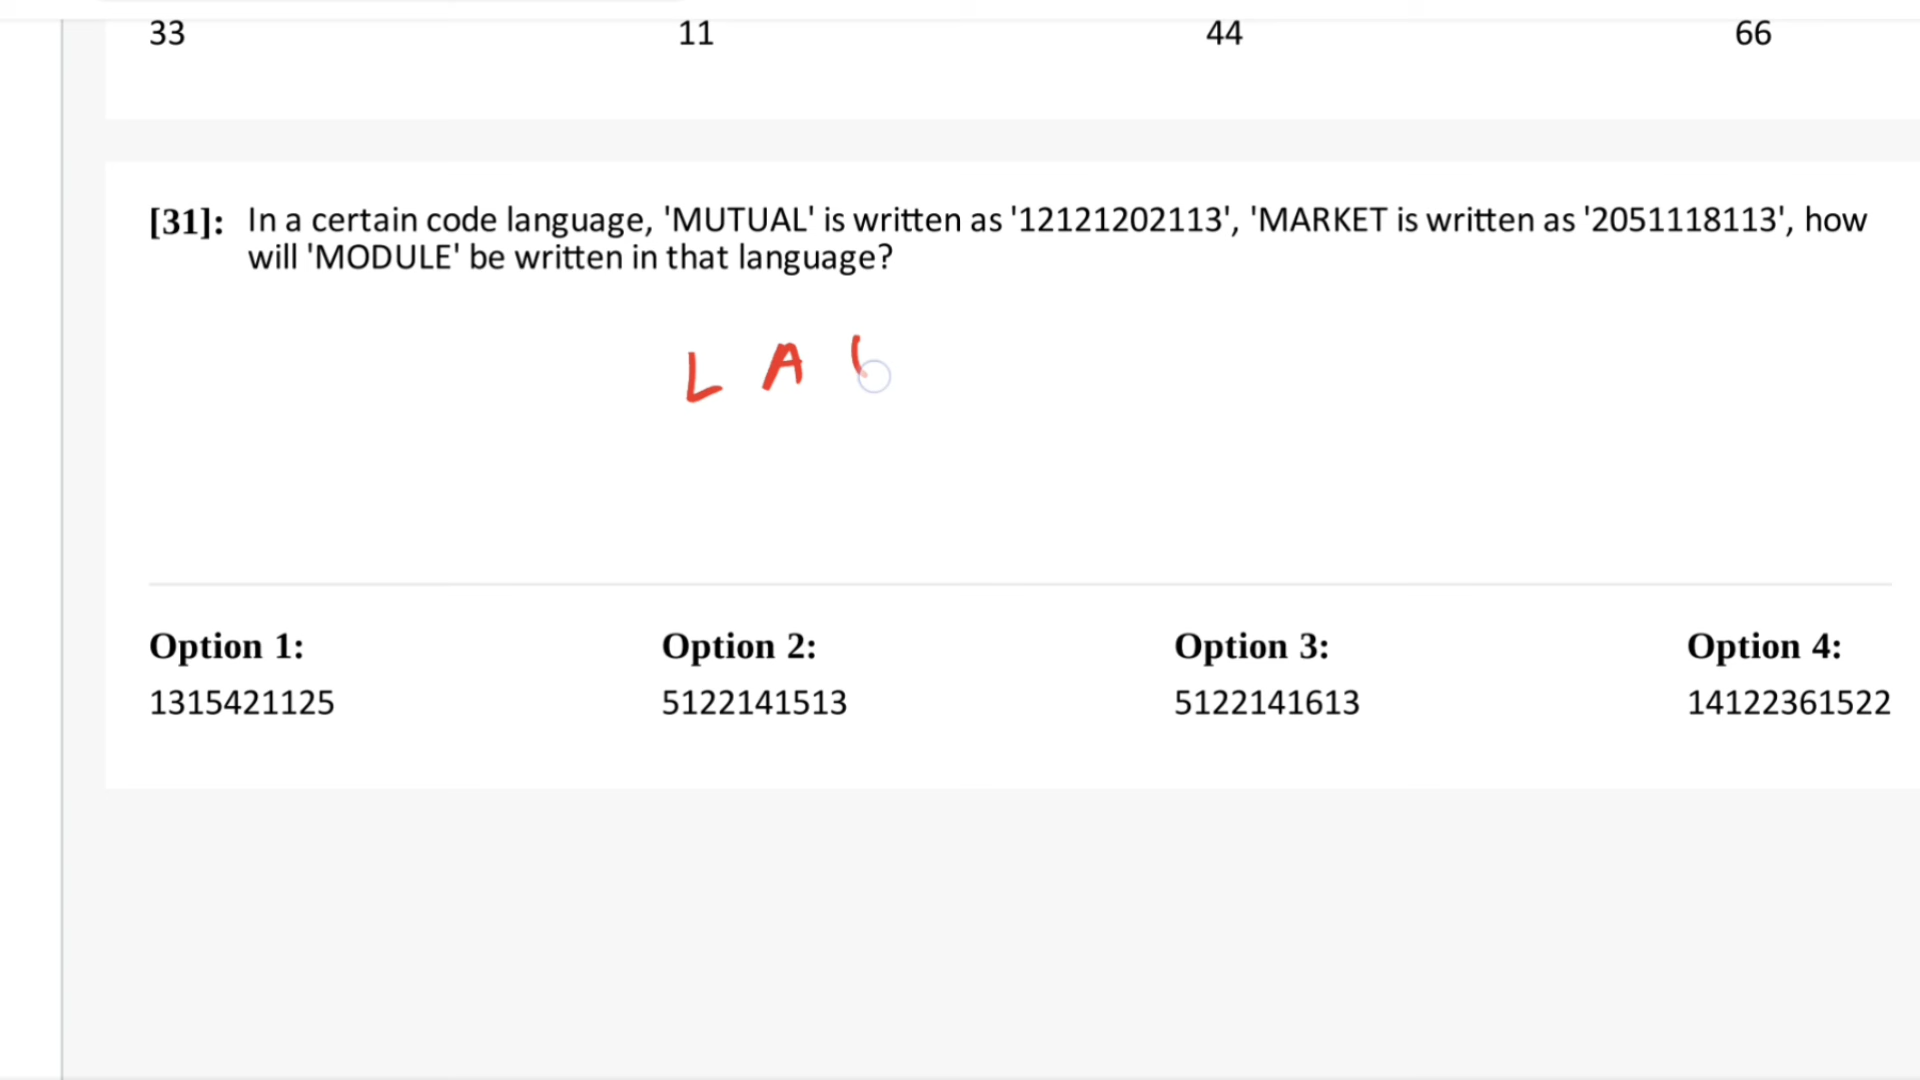 33 11 44 66
[31]: In a certain code language, 'MUTUAL' is written as '12121202113', 'MARKET is written as '2051118113', how
will 'MODULE' be written in that language?
L A
Option 1: Option 2: Option 3: Option 4:
1315421125 5122141513 5122141613 14122361522